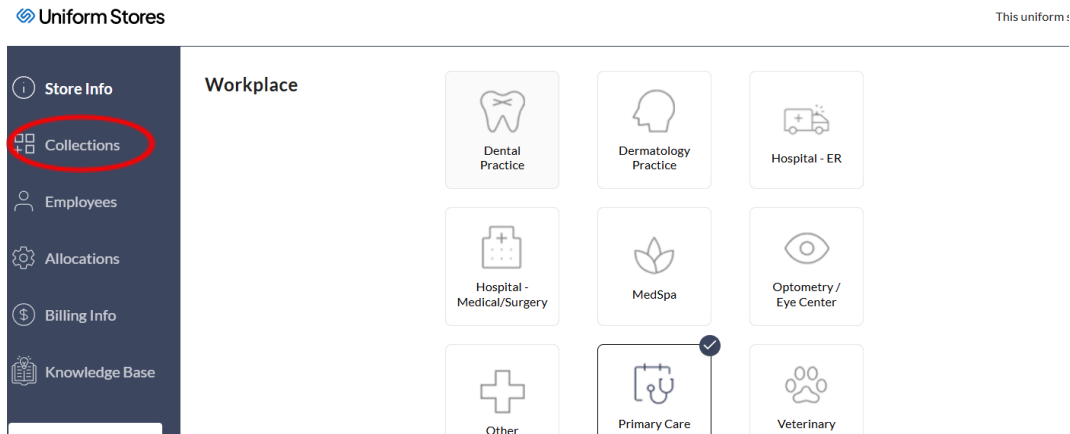 Uniform Stores
This uniform s
Store Info
Collections
Employees
Allocations
Billing Info
Knowledge Base
Workplace
Dental
Practice
Dermatology
Practice
Hospital - ER
Hospital -
Medical/Surgery
MedSpa
Optometry /
Eye Center
Other
Primary Care
Veterinary